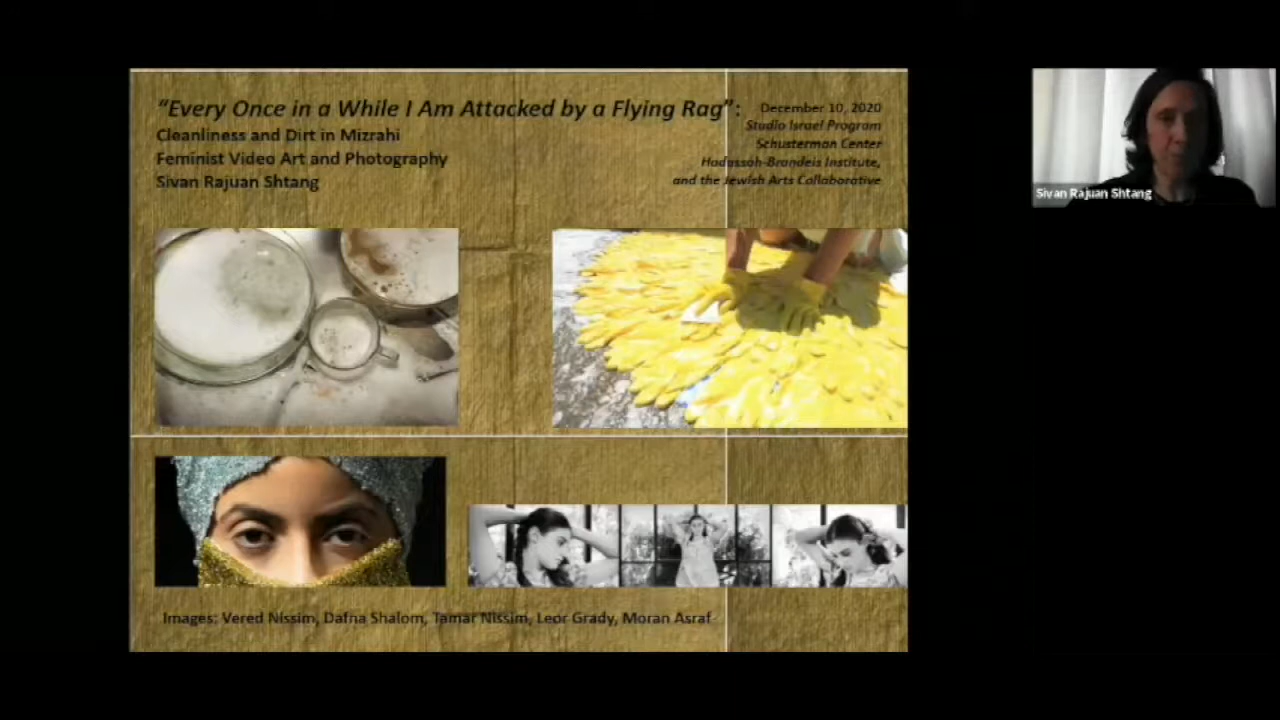 “Every Once in a While I Am Attacked by a Flying Rag”:
Cleanliness and Dirt in Mizrahi
Feminist Video Art and Photography
Sivan Rajuan Shtang
December 10, 2020
Studio Israel Program
Schusterman Center
Hadassah-Brandeis Institute,
and the Jewish Arts Collaborative
Sivan Rajuan Shtang
Images: Vered Nissim, Dafna Shalom, Tamar Nissim, Leor Grady, Moran Asraf